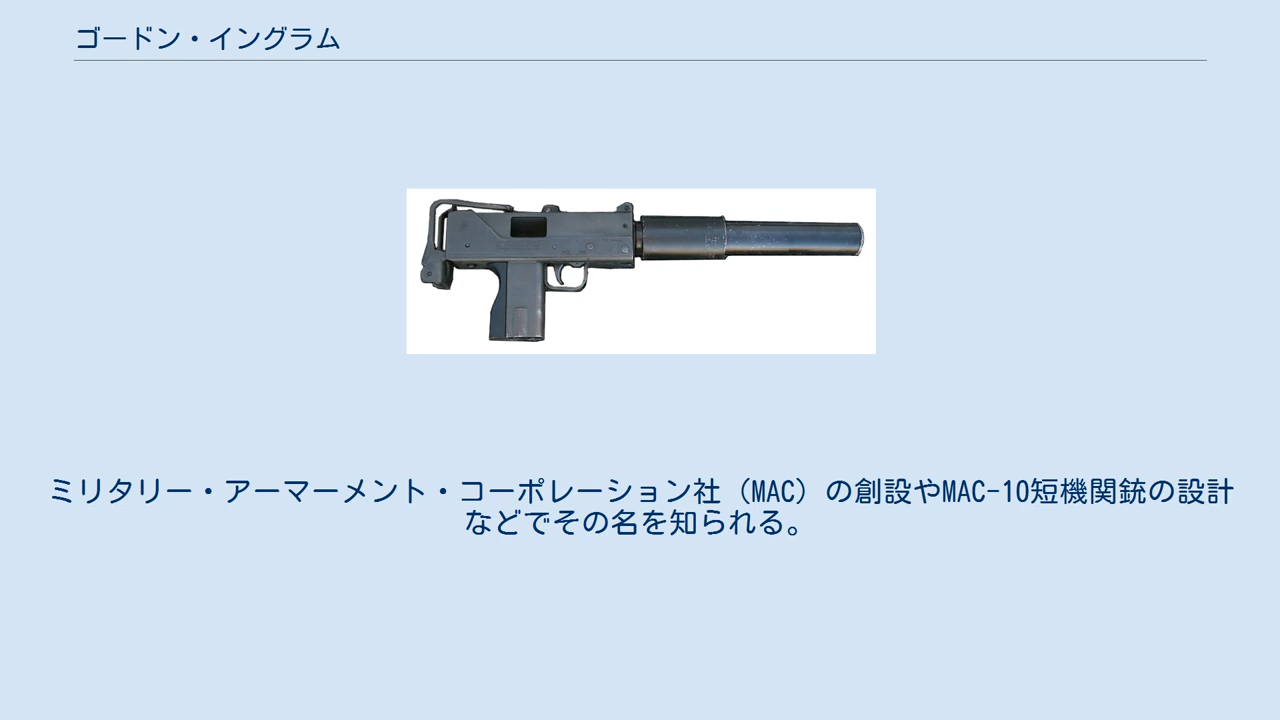 ゴードン・イングラム
ミリタリー・アーマーメント・コーポレーション社（MAC）の創設やMAC-10短機関銃の設計
などでその名を知られる。